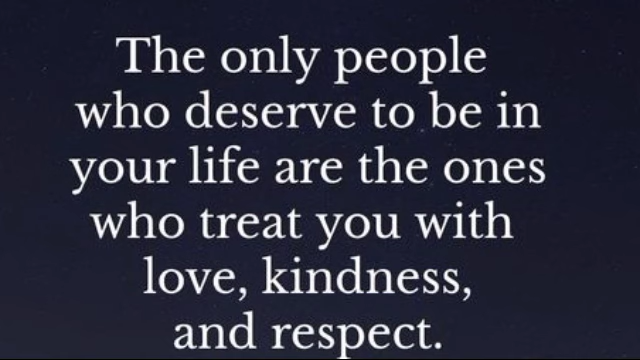 The only people
who deserve to be in
your life are the ones
who treat you with
love, kindness,
and respect.